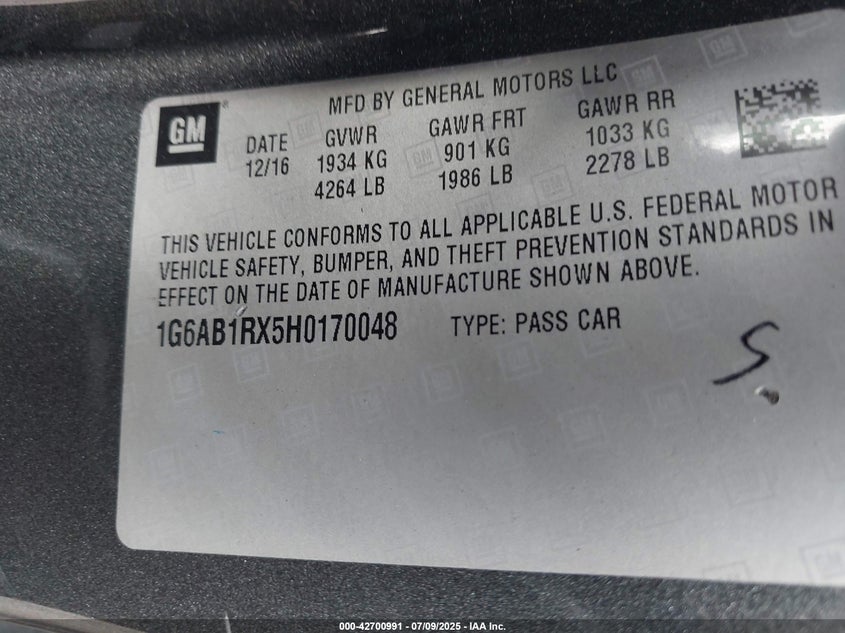 MFD BY GENERAL MOTORS LLC
GM®
DATE GVWR GAWR FRT GAWR RR
12/16 1934 KG 901 KG 1033 KG
4264 LB 1986 LB 2278 LB
THIS VEHICLE CONFORMS TO ALL APPLICABLE U.S. FEDERAL MOTOR
VEHICLE SAFETY, BUMPER, AND THEFT PREVENTION STANDARDS IN
EFFECT ON THE DATE OF MANUFACTURE SHOWN ABOVE.
1G6AB1RX5H0170048 TYPE: PASS CAR
S
000-42700991 - 07/09/2025 - IAA Inc.